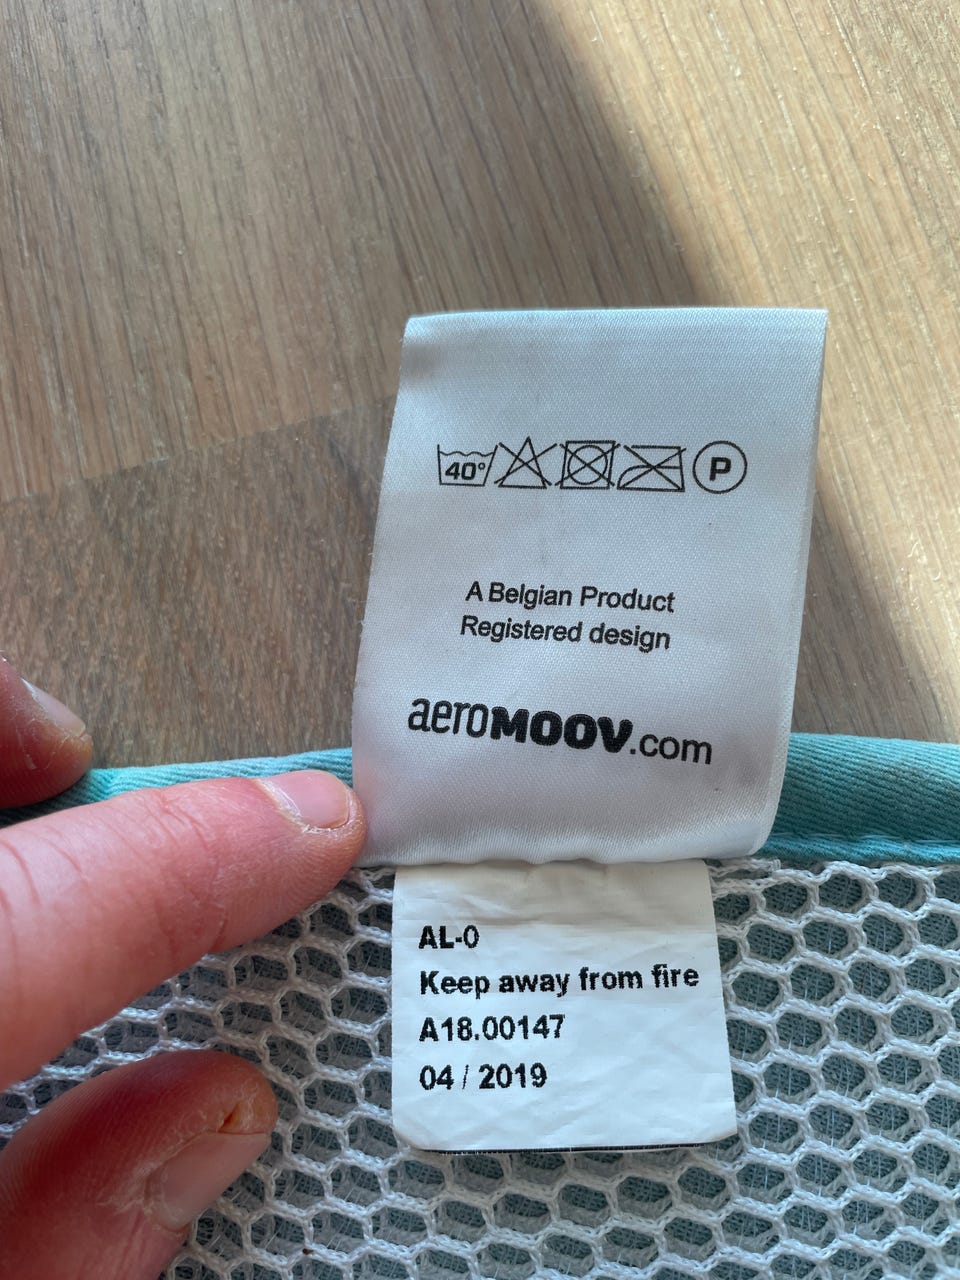 40° P
A Belgian Product
Registered design
aeroMOOV.com
AL-0
Keep away from fire
A18.00147
04 / 2019